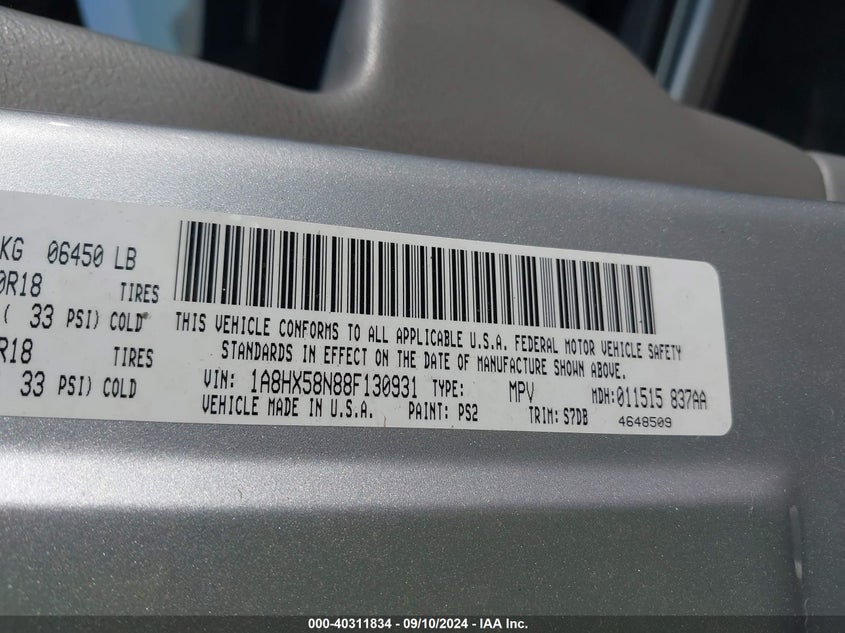 KG 06450 LB
0R18 TIRES
( 33 PSI) COLD
R18 TIRES
33 PSI) COLD
THIS VEHICLE CONFORMS TO ALL APPLICABLE U.S.A. FEDERAL MOTOR VEHICLE SAFETY
STANDARDS IN EFFECT ON THE DATE OF MANUFACTURE SHOWN ABOVE.
VIN: 1A8HX58N88F130931 TYPE: MPV MDH:011515 837AA
VEHICLE MADE IN U.S.A. PAINT: PS2 TRIM: S7DB 4648509
000-40311834 - 09/10/2024 - IAA Inc.